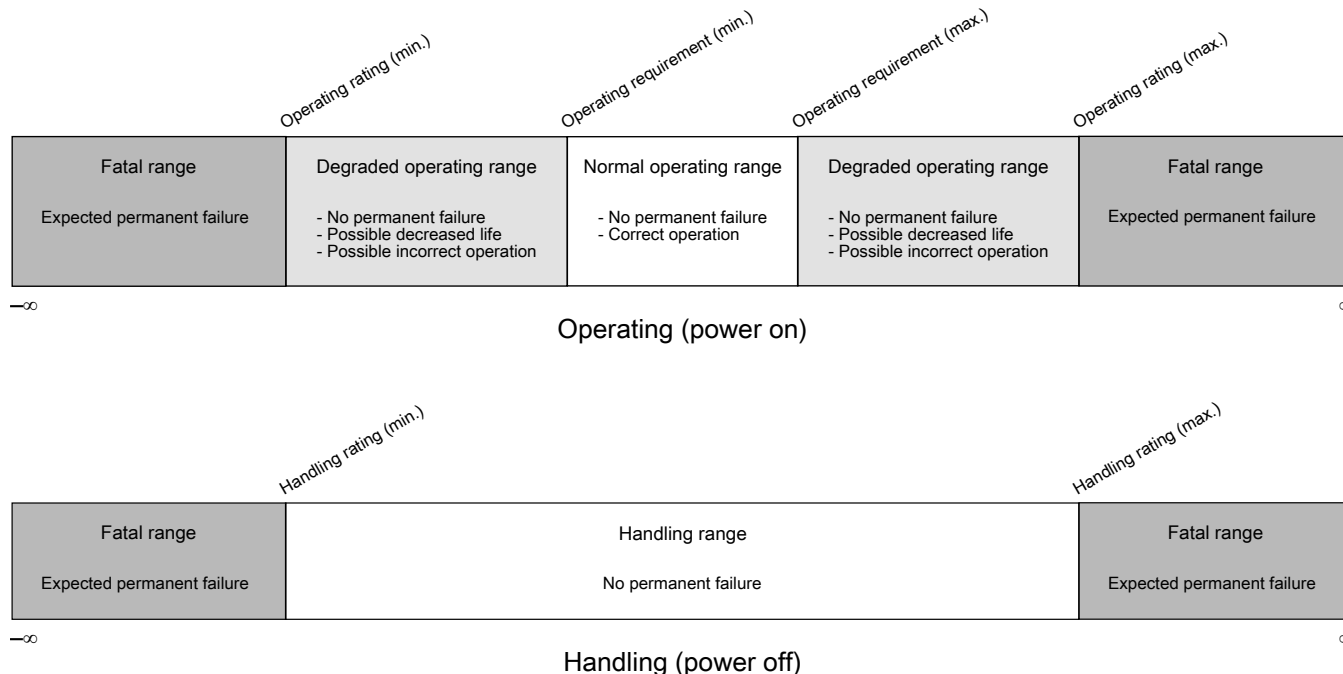 Operating rating (min.)
Operating requirement (min.)
Operating requirement (max.)
Operating rating (max.)
Fatal range
Degraded operating range
Normal operating range
Degraded operating range
Fatal range
Expected permanent failure
- No permanent failure
- Possible decreased life
- Possible incorrect operation
- No permanent failure
- Correct operation
- No permanent failure
- Possible decreased life
- Possible incorrect operation
Expected permanent failure
–∞
Operating (power on)
Handling rating (min.)
Handling rating (max.)
Fatal range
Handling range
Fatal range
Expected permanent failure
No permanent failure
Expected permanent failure
–∞
Handling (power off)